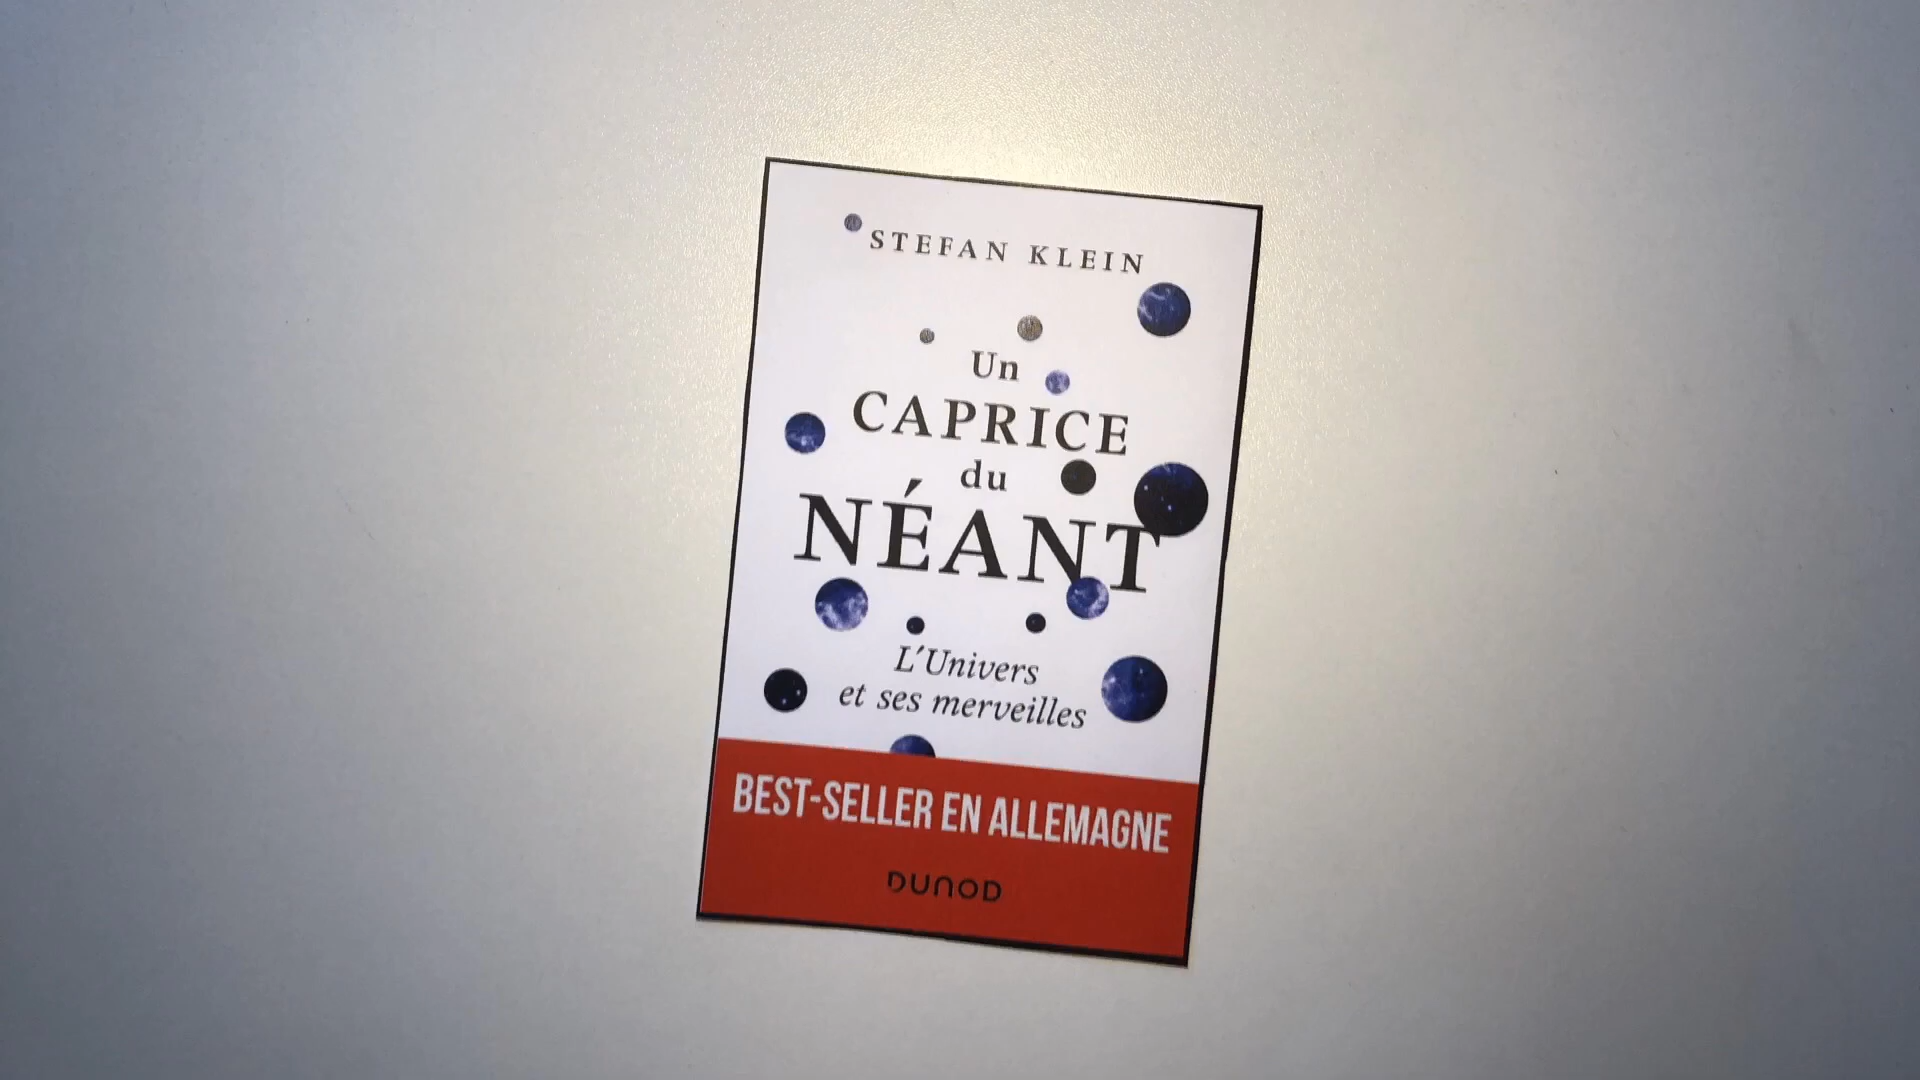 STEFAN KLEIN
Un
CAPRICE
du
NÉANT
L'Univers
et ses merveilles
BEST-SELLER EN ALLEMAGNE
DUNOD